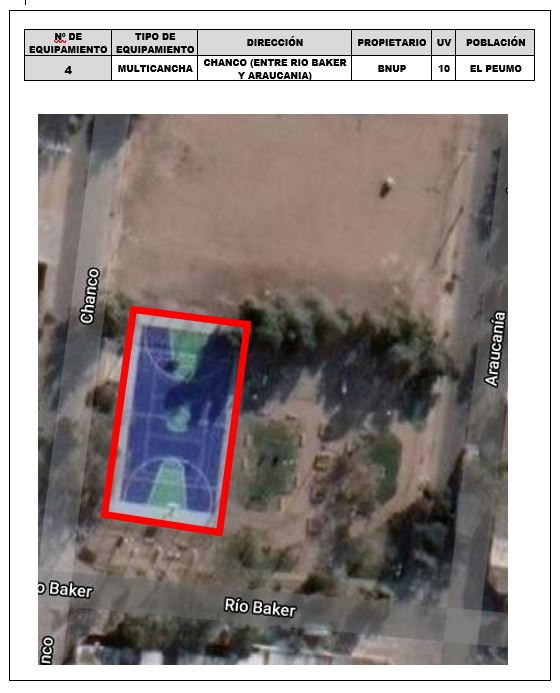 Nº DE EQUIPAMIENTO
TIPO DE EQUIPAMIENTO
DIRECCIÓN
PROPIETARIO
UV
POBLACIÓN
4
MULTICANCHA
CHANCO (ENTRE RIO BAKER
Y ARAUCANIA)
BNUP
10
EL PEUMO
Chanco
Araucanía
o Baker
Río Baker
nco